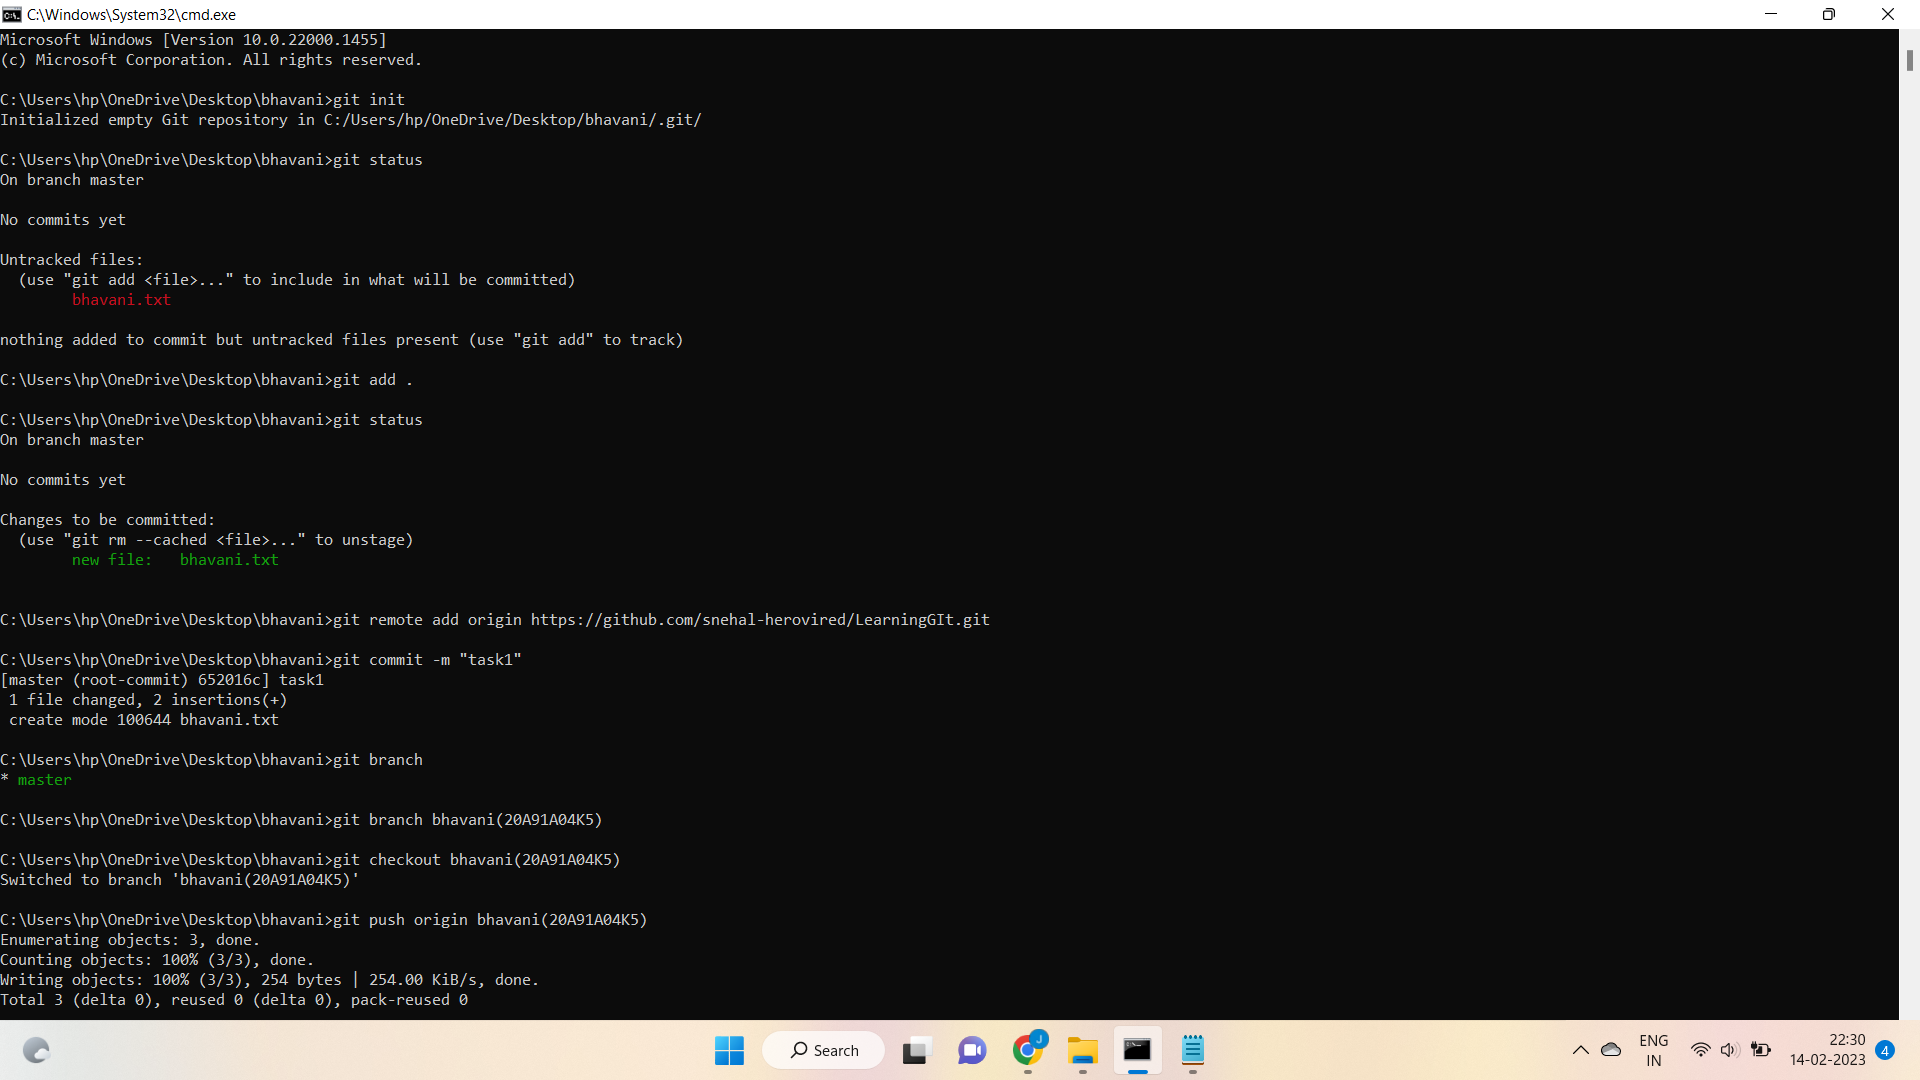 C:\Windows\System32\cmd.exe
Microsoft Windows [Version 10.0.22000.1455]
(c) Microsoft Corporation. All rights reserved.
C:\Users\hp\OneDrive\Desktop\bhavani>git init
Initialized empty Git repository in C:/Users/hp/OneDrive/Desktop/bhavani/.git/
C:\Users\hp\OneDrive\Desktop\bhavani>git status
On branch master
No commits yet
Untracked files:
  (use "git add <file>..." to include in what will be committed)
        bhavani.txt
nothing added to commit but untracked files present (use "git add" to track)
C:\Users\hp\OneDrive\Desktop\bhavani>git add .
C:\Users\hp\OneDrive\Desktop\bhavani>git status
On branch master
No commits yet
Changes to be committed:
  (use "git rm --cached <file>..." to unstage)
        new file:   bhavani.txt
C:\Users\hp\OneDrive\Desktop\bhavani>git remote add origin https://github.com/snehal-herovired/LearningGIt.git
C:\Users\hp\OneDrive\Desktop\bhavani>git commit -m "task1"
[master (root-commit) 652016c] task1
 1 file changed, 2 insertions(+)
 create mode 100644 bhavani.txt
C:\Users\hp\OneDrive\Desktop\bhavani>git branch
* master
C:\Users\hp\OneDrive\Desktop\bhavani>git branch bhavani(20A91A04K5)
C:\Users\hp\OneDrive\Desktop\bhavani>git checkout bhavani(20A91A04K5)
Switched to branch 'bhavani(20A91A04K5)'
C:\Users\hp\OneDrive\Desktop\bhavani>git push origin bhavani(20A91A04K5)
Enumerating objects: 3, done.
Counting objects: 100% (3/3), done.
Writing objects: 100% (3/3), 254 bytes | 254.00 KiB/s, done.
Total 3 (delta 0), reused 0 (delta 0), pack-reused 0
Search
J
ENG
IN
22:30
14-02-2023
4